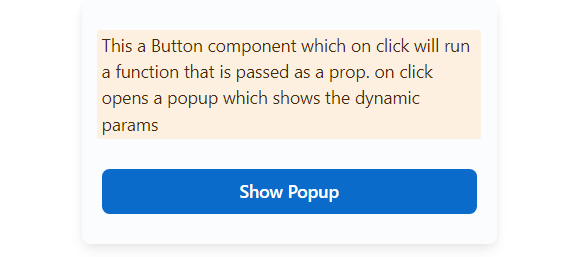 This a Button component which on click will run
a function that is passed as a prop. on click
opens a popup which shows the dynamic
params
Show Popup